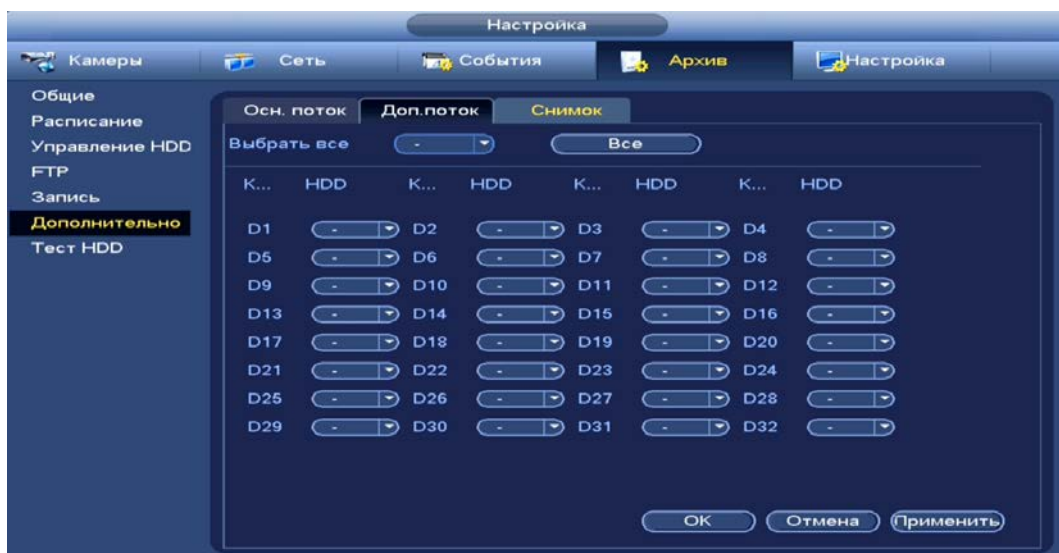 Настройка
Камеры Сеть События Архив Настройка
Общие
Расписание
Управление HDD
FTP
Запись
Дополнительно
Тест HDD
Осн. поток Доп.поток Снимок
Выбрать все - Все
К... HDD К... HDD К... HDD К... HDD
D1 - D2 - D3 - D4 -
D5 - D6 - D7 - D8 -
D9 - D10 - D11 - D12 -
D13 - D14 - D15 - D16 -
D17 - D18 - D19 - D20 -
D21 - D22 - D23 - D24 -
D25 - D26 - D27 - D28 -
D29 - D30 - D31 - D32 -
OK Отмена Применить